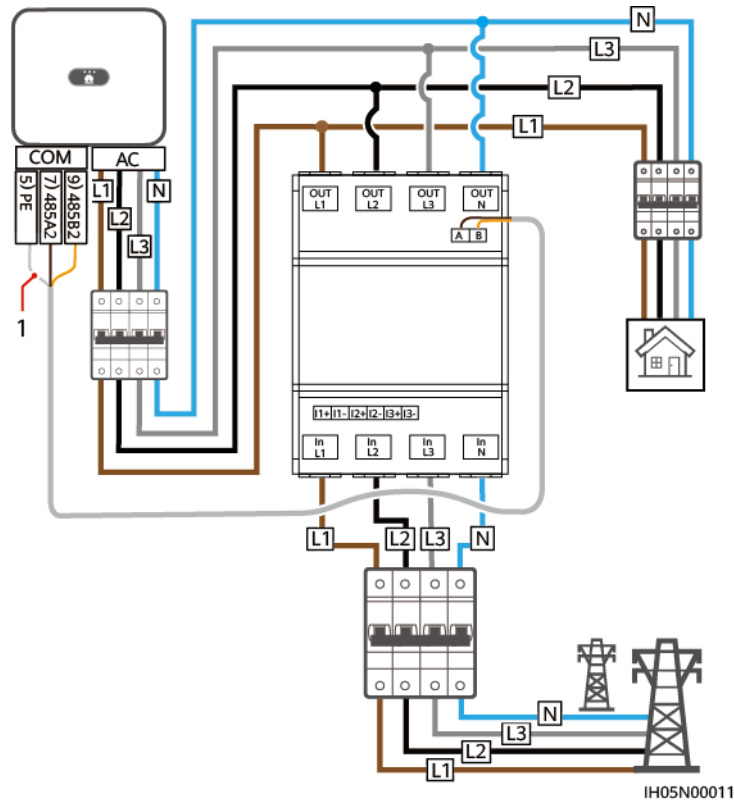 N
L3
L2
L1
COM
AC
5) PE
7) 485A2
9) 485B2
L1
L2
L3
N
1
OUT L1
OUT L2
OUT L3
OUT N
A
B
I1+ I1- I2+ I2- I3+ I3-
In L1
In L2
In L3
In N
L1
L2
L3
N
N
L3
L2
L1
IH05N00011